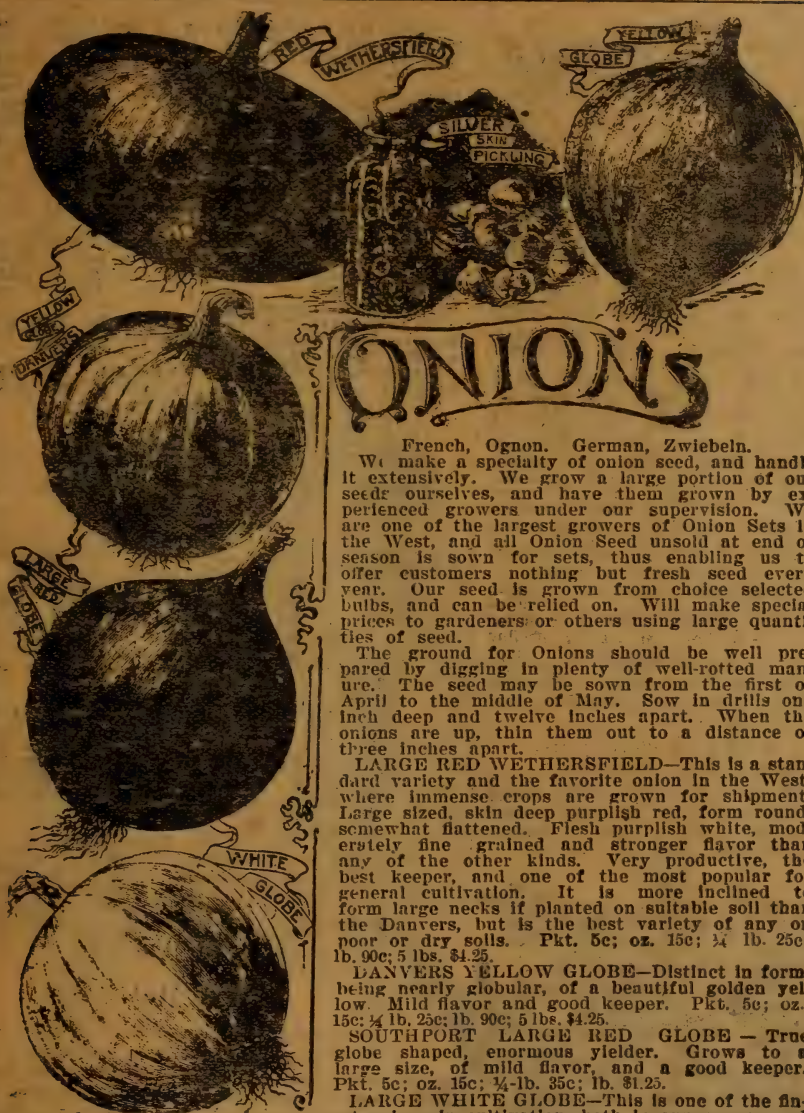 RED WETHERSFIELD
YELLOW GLOBE
SILVER SKIN PICKLING
YELLOW GLOBE DANVERS
LARGE RED GLOBE
WHITE GLOBE
ONIONS
French, Ognon. German, Zwiebeln.
We make a specialty of onion seed, and handl
it extensively. We grow a large portion of ou
seeds ourselves, and have them grown by ex
perienced growers under our supervision. W
are one of the largest growers of Onion Sets i
the West, and all Onion Seed unsold at end o
season is sown for sets, thus enabling us t
offer customers nothing but fresh seed ever
year. Our seed is grown from choice selecte
bulbs, and can be relied on. Will make specia
prices to gardeners or others using large quanti
ties of seed.
The ground for Onions should be well pre
pared by digging in plenty of well-rotted man
ure. The seed may be sown from the first o
April to the middle of May. Sow in drills on
inch deep and twelve inches apart. When th
onions are up, thin them out to a distance o
three inches apart.
LARGE RED WETHERSFIELD—This is a stan
dard variety and the favorite onion in the West
where immense crops are grown for shipment
Large sized, skin deep purplish red, form round
somewhat flattened. Flesh purplish white, mod
erately fine grained and stronger flavor than
any of the other kinds. Very productive, th
best keeper, and one of the most popular fo
general cultivation. It is more inclined t
form large necks if planted on suitable soil than
the Danvers, but is the best variety of any on
poor or dry soils. Pkt. 5c; oz. 15c; ¼ lb. 25c
lb. 90c; 5 lbs. $4.25.
DANVERS YELLOW GLOBE—Distinct in form
being nearly globular, of a beautiful golden yel
low. Mild flavor and good keeper. Pkt. 5c; oz.
15c; ¼ lb. 25c; lb. 90c; 5 lbs. $4.25.
SOUTHPORT LARGE RED GLOBE — True
globe shaped, enormous yielder. Grows to a
large size, of mild flavor, and a good keeper.
Pkt. 5c; oz. 15c; ¼-lb. 35c; lb. $1.25.
LARGE WHITE GLOBE—This is one of the fin-